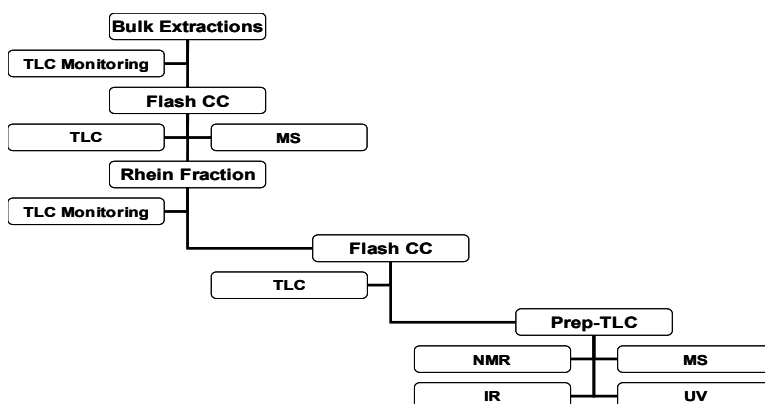 Bulk Extractions
TLC Monitoring
Flash CC
TLC
MS
Rhein Fraction
TLC Monitoring
Flash CC
TLC
Prep-TLC
NMR
MS
IR
UV